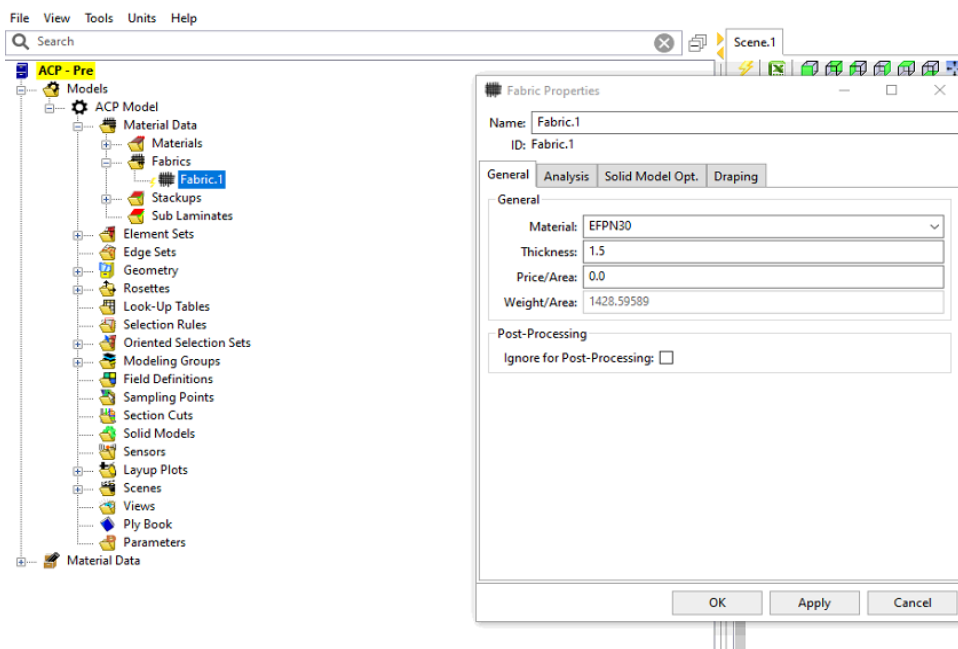 File View Tools Units Help
Search
Scene.1
ACP - Pre
Models
ACP Model
Material Data
Materials
Fabrics
Fabric.1
Stackups
Sub Laminates
Element Sets
Edge Sets
Geometry
Rosettes
Look-Up Tables
Selection Rules
Oriented Selection Sets
Modeling Groups
Field Definitions
Sampling Points
Section Cuts
Solid Models
Sensors
Layup Plots
Scenes
Views
Ply Book
Parameters
Material Data
Fabric Properties
Name: Fabric.1
ID: Fabric.1
General Analysis Solid Model Opt. Draping
General
Material: EFPN30
Thickness: 1.5
Price/Area: 0.0
Weight/Area: 1428.59589
Post-Processing
Ignore for Post-Processing:
OK Apply Cancel